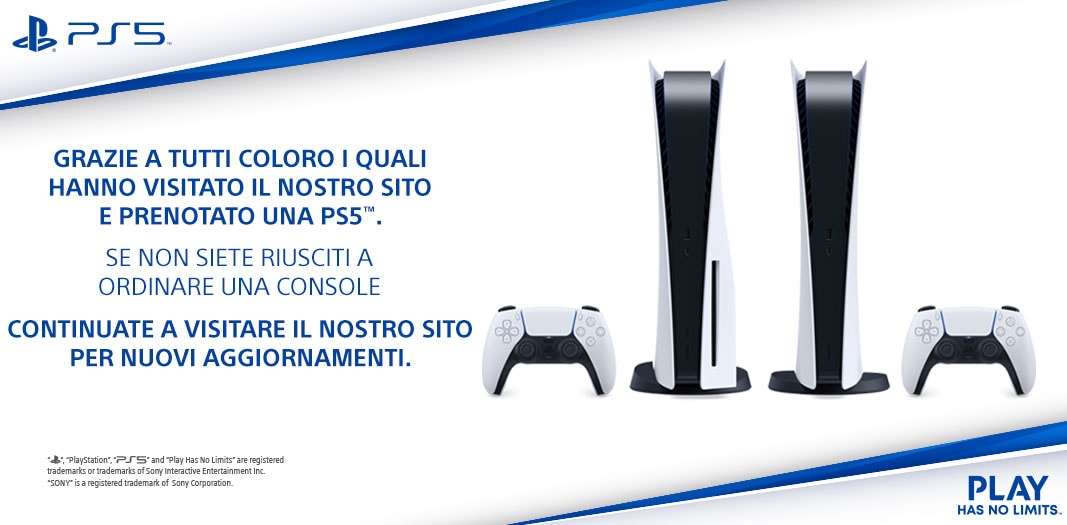 PS5™
GRAZIE A TUTTI COLORO I QUALI
HANNO VISITATO IL NOSTRO SITO
E PRENOTATO UNA PS5™.
SE NON SIETE RIUSCITI A
ORDINARE UNA CONSOLE
CONTINUATE A VISITARE IL NOSTRO SITO
PER NUOVI AGGIORNAMENTI.
“ ”, “PlayStation”, “PS5” and “Play Has No Limits” are registered
trademarks or trademarks of Sony Interactive Entertainment Inc.
“SONY” is a registered trademark of Sony Corporation.
PLAY
HAS NO LIMITS™